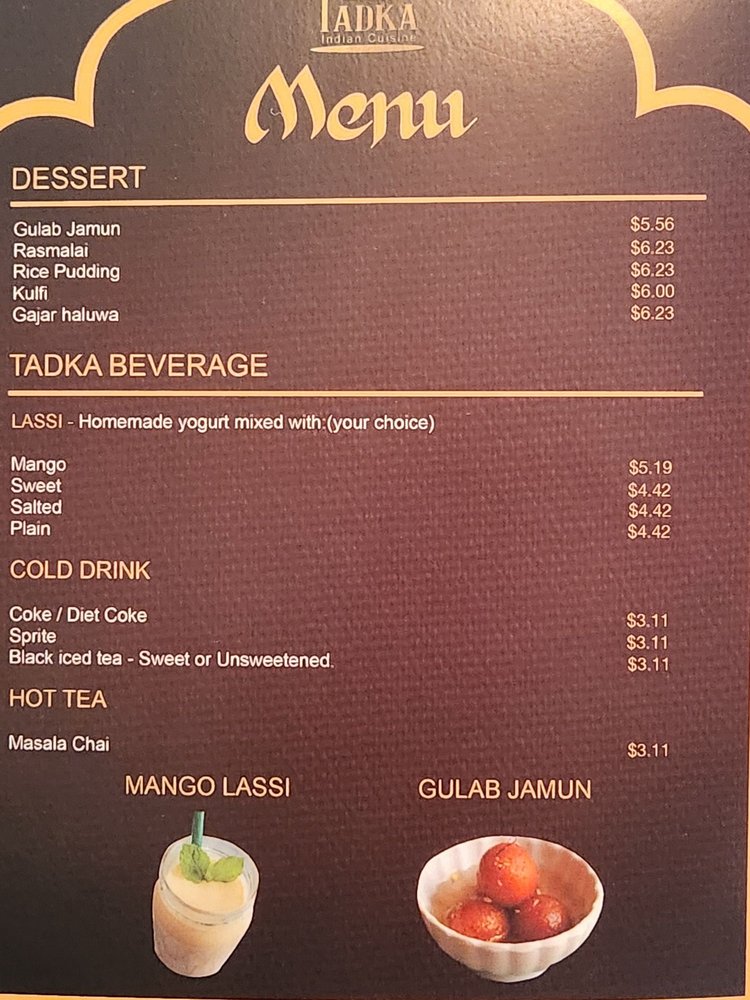 TADKA
Indian Cuisine
Menu
DESSERT
Gulab Jamun $5.56
Rasmalai $6.23
Rice Pudding $6.23
Kulfi $6.00
Gajar haluwa $6.23
TADKA BEVERAGE
LASSI - Homemade yogurt mixed with:(your choice)
Mango $5.19
Sweet $4.42
Salted $4.42
Plain $4.42
COLD DRINK
Coke / Diet Coke $3.11
Sprite $3.11
Black iced tea - Sweet or Unsweetened. $3.11
HOT TEA
Masala Chai $3.11
MANGO LASSI GULAB JAMUN